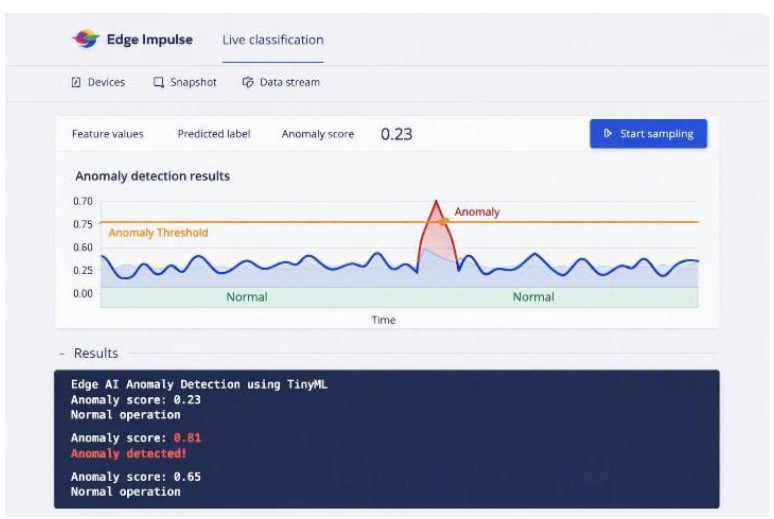 Edge Impulse Live classification
Devices Snapshot Data stream
Feature values Predicted label Anomaly score 0.23 Start sampling
Anomaly detection results
0.70
Anomaly
0.75
Anomaly Threshold
0.60
0.25
0.00
Normal Normal
Time
- Results
Edge AI Anomaly Detection using TinyML
Anomaly score: 0.23
Normal operation
Anomaly score: 0.81
Anomaly detected!
Anomaly score: 0.65
Normal operation